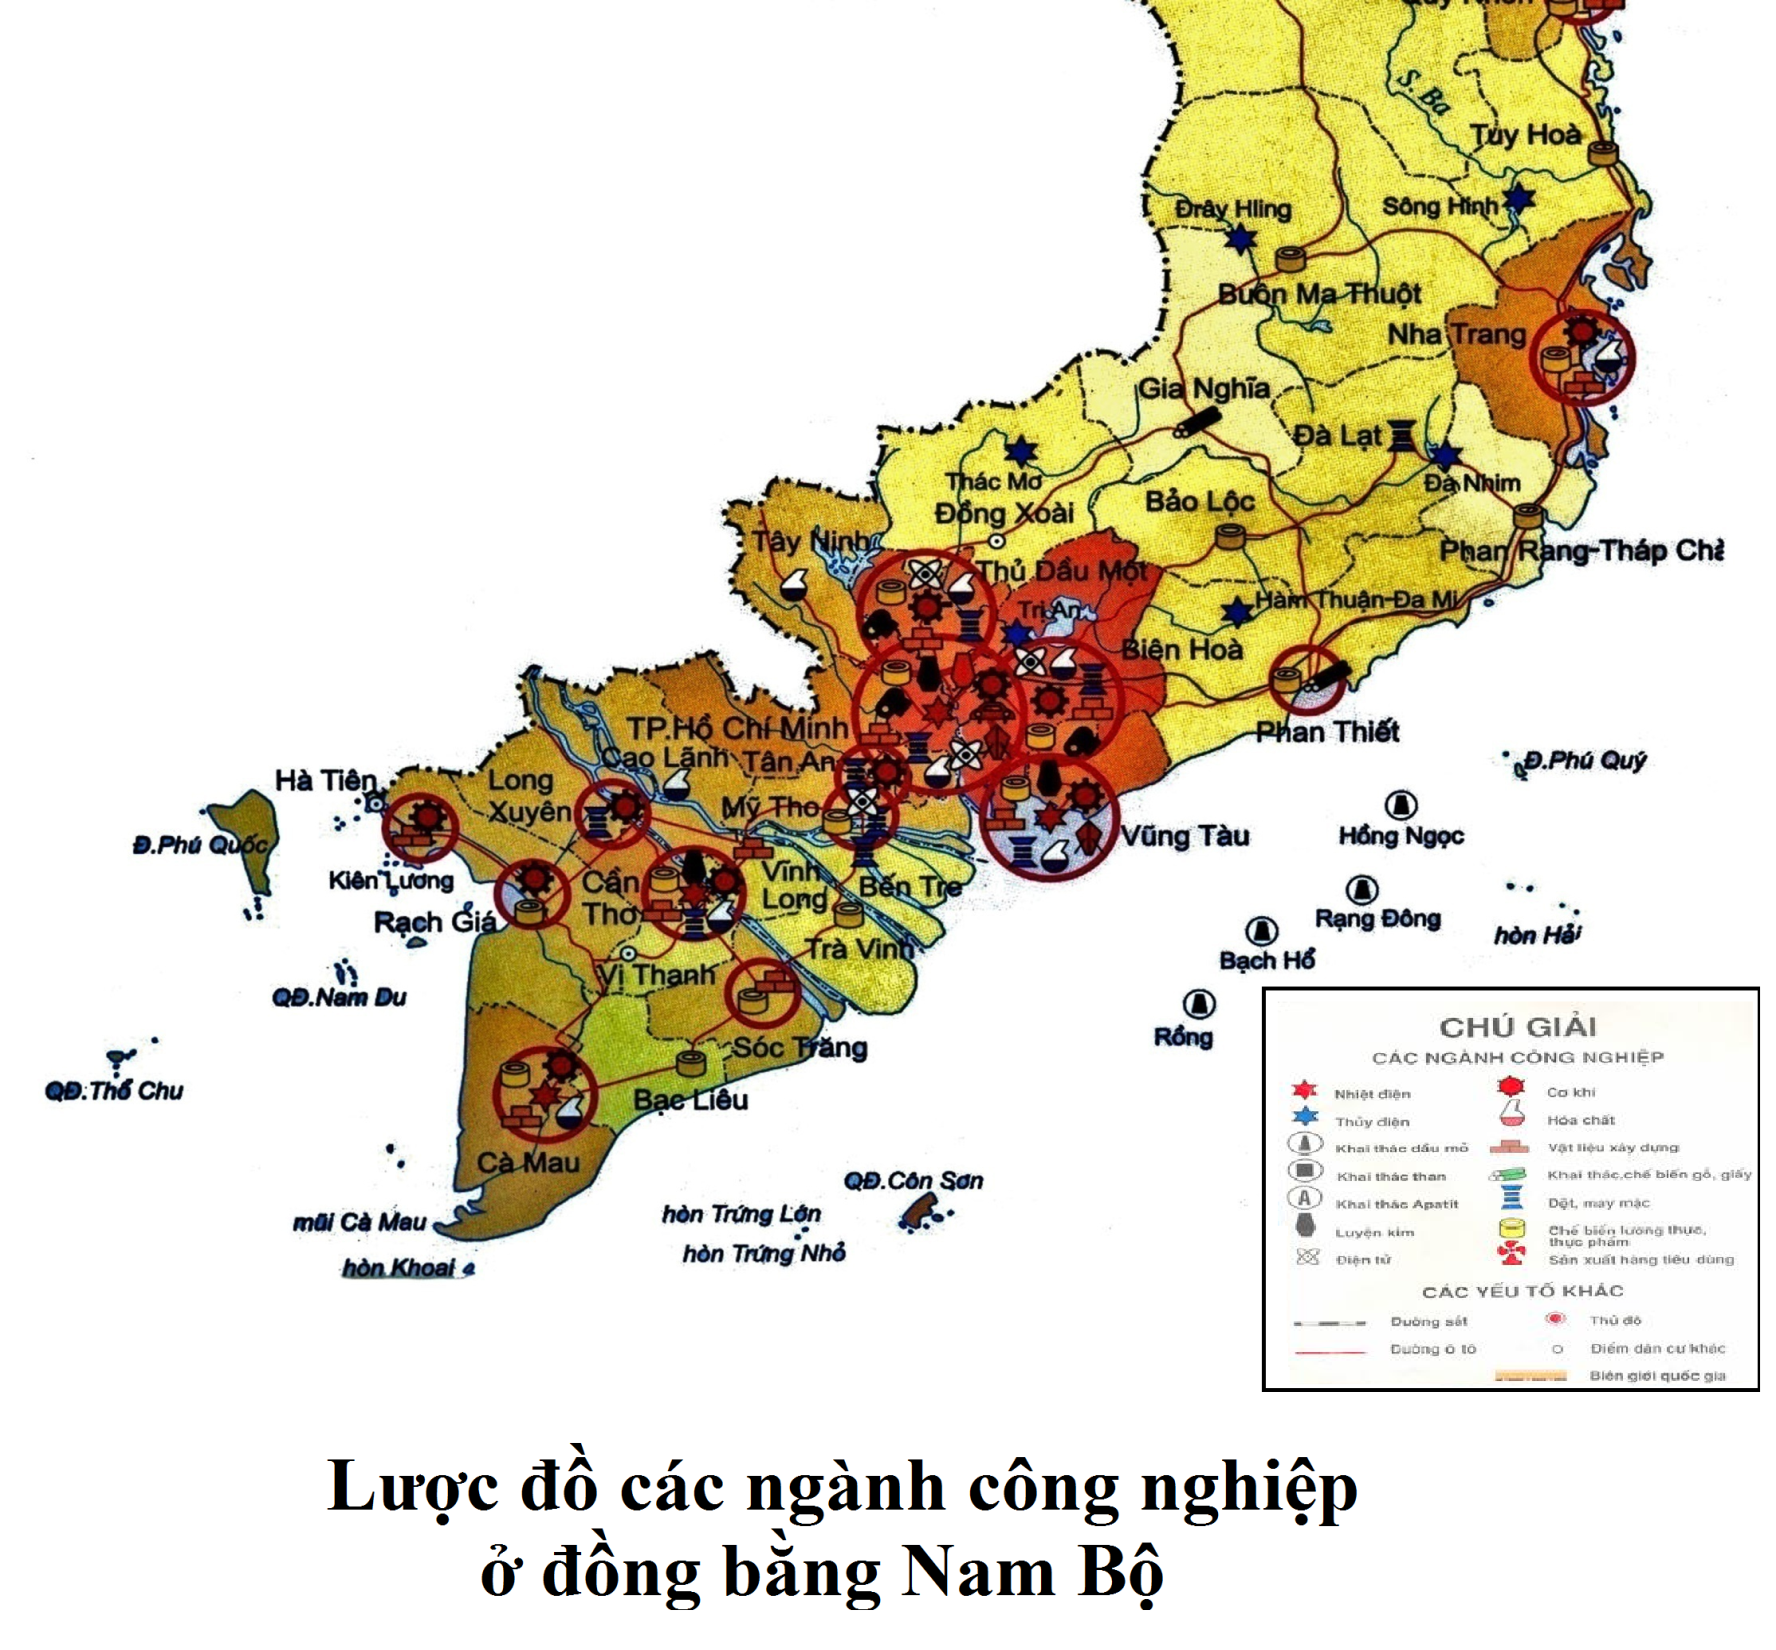 Quy Nhơn
S. Ba
Tuy Hoà
Đrây Hling
Sông Hinh
Buôn Ma Thuột
Nha Trang
Gia Nghĩa
Đà Lạt
Thác Mơ
Đa Nhim
Đồng Xoài
Bảo Lộc
Tây Ninh
Phan Rang-Tháp Chà
Thủ Dầu Một
Trị An
Hàm Thuận-Đa Mi
Biên Hoà
TP.Hồ Chí Minh
Phan Thiết
Cao Lãnh
Tân An
Đ.Phú Quý
Hà Tiên
Long
Xuyên
Mỹ Tho
Hồng Ngọc
Vũng Tàu
Đ.Phú Quốc
Kiên Lương
Cần
Thơ
Vĩnh
Long
Bến Tre
Rạng Đông
Rạch Giá
hòn Hải
Trà Vinh
Bạch Hổ
Vị Thanh
QĐ.Nam Du
Rồng
Sóc Trăng
QĐ.Thổ Chu
Bạc Liêu
Cà Mau
QĐ.Côn Sơn
mũi Cà Mau
hòn Trứng Lớn
hòn Trứng Nhỏ
hòn Khoai
CHÚ GIẢI
CÁC NGÀNH CÔNG NGHIỆP
Nhiệt điện
Thủy điện
Khai thác dầu mỏ
Khai thác than
A Khai thác Apatit
Luyện kim
Điện tử
Cơ khí
Hóa chất
Vật liệu xây dựng
Khai thác,chế biến gỗ, giấy
Dệt, may mặc
Chế biến lương thực,
thực phẩm
Sản xuất hàng tiêu dùng
CÁC YẾU TỐ KHÁC
Đường sắt
Đường ô tô
Thủ đô
Điểm dân cư khác
Biên giới quốc gia
Lược đồ các ngành công nghiệp
ở đồng bằng Nam Bộ